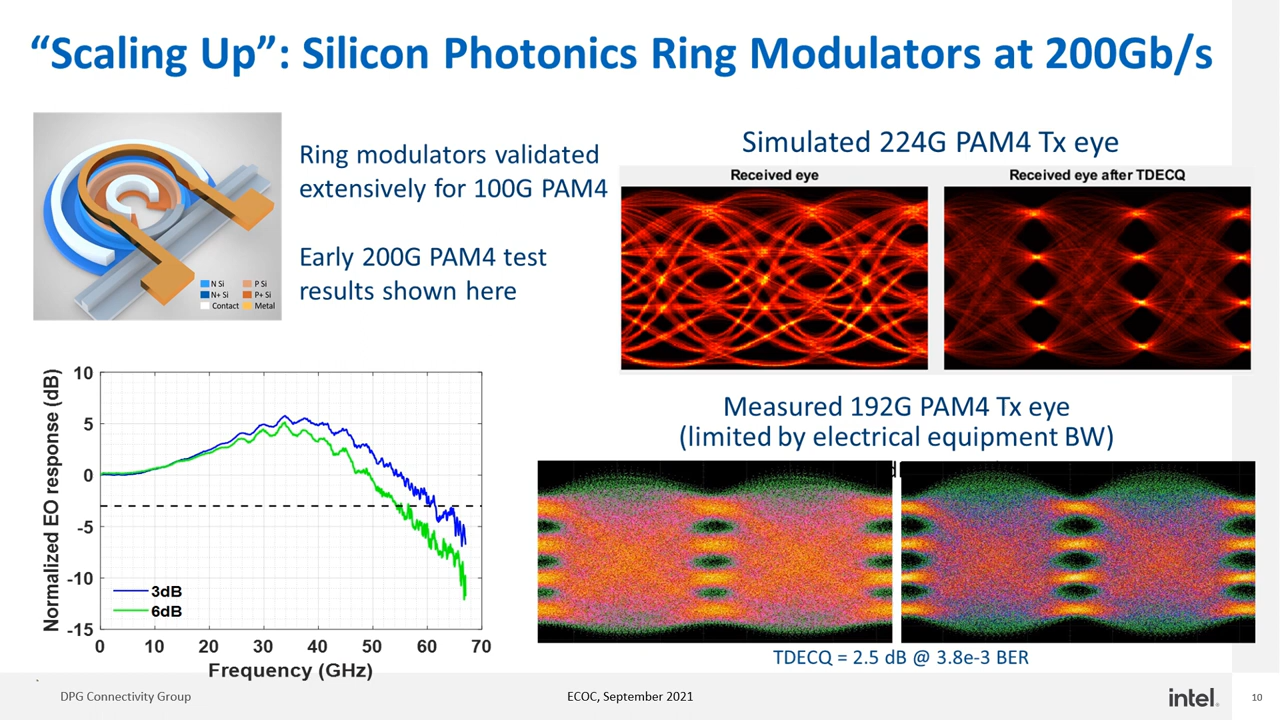 “Scaling Up”: Silicon Photonics Ring Modulators at 200Gb/s
N Si
P Si
N+ Si
P+ Si
Contact
Metal
Ring modulators validated
extensively for 100G PAM4
Early 200G PAM4 test
results shown here
Simulated 224G PAM4 Tx eye
Received eye
Received eye after TDECQ
Normalized EO response (dB)
10
5
0
-5
-10
-15
3dB
6dB
0 10 20 30 40 50 60 70
Frequency (GHz)
Measured 192G PAM4 Tx eye
(limited by electrical equipment BW)
TDECQ = 2.5 dB @ 3.8e-3 BER
DPG Connectivity Group
ECOC, September 2021
intel.
10